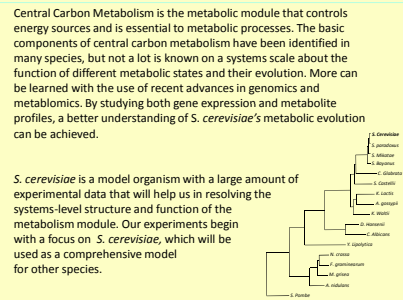 Central Carbon Metabolism is the metabolic module that controls
energy sources and is essential to metabolic processes. The basic
components of central carbon metabolism have been identified in
many species, but not a lot is known on a systems scale about the
function of different metabolic states and their evolution. More can
be learned with the use of recent advances in genomics and
metablomics. By studying both gene expression and metabolite
profiles, a better understanding of S. cerevisiae's metabolic evolution
can be achieved.
S. cerevisiae is a model organism with a large amount of
experimental data that will help us in resolving the
systems-level structure and function of the
metabolism module. Our experiments begin
with a focus on S. cerevisiae, which will be
used as a comprehensive model
for other species.
S. Cerevisiae
S. paradoxus
S. Mikatae
S. Bayanus
C. Glabrata
S. Castellii
K. Lactis
A. gossypii
K. Waltii
D. Hansenii
C. Albicans
Y. Lipolytica
N. crassa
F. graminearum
M. grisea
A. nidulans
S. Pombe